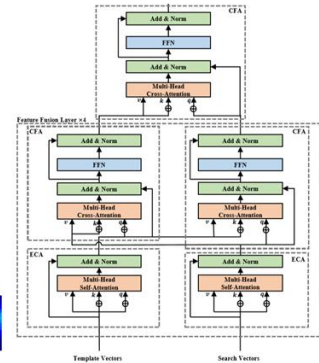 CFA
Add & Norm
FFN
Add & Norm
Multi-Head
Cross-Attention
v k q
Feature Fusion Layer ×4
CFA
Add & Norm
FFN
Add & Norm
Multi-Head
Cross-Attention
v k q
CFA
Add & Norm
FFN
Add & Norm
Multi-Head
Cross-Attention
v k q
ECA
Add & Norm
Multi-Head
Self-Attention
v k q
ECA
Add & Norm
Multi-Head
Self-Attention
v k q
Template Vectors
Search Vectors